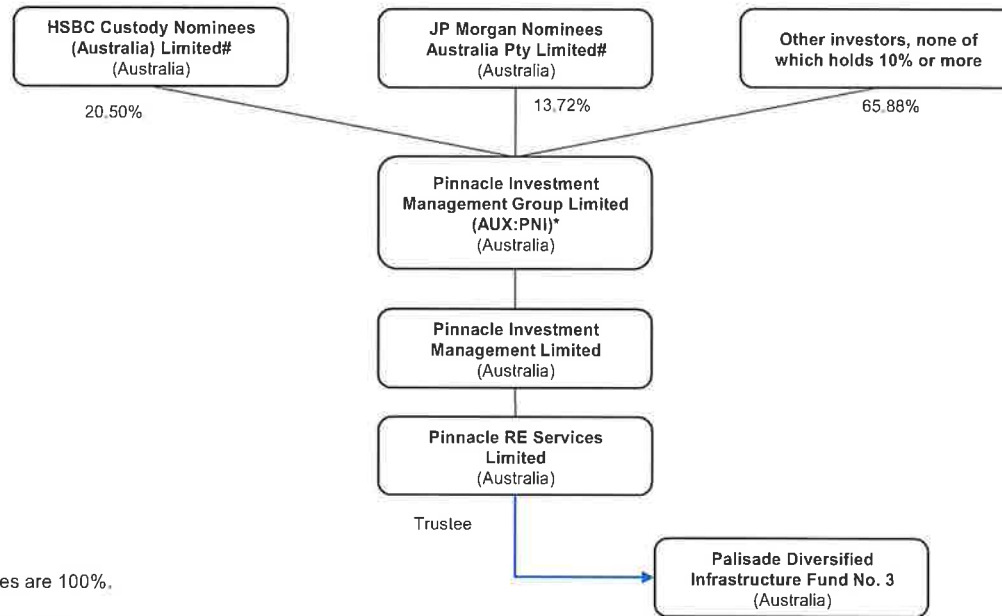 HSBC Custody Nominees
(Australia) Limited#
(Australia)
JP Morgan Nominees
Australia Pty Limited#
(Australia)
Other investors, none of
which holds 10% or more
20.50%
13.72%
65.88%
Pinnacle Investment
Management Group Limited
(AUX:PNI)*
(Australia)
Pinnacle Investment
Management Limited
(Australia)
Pinnacle RE Services
Limited
(Australia)
Trustee
Palisade Diversified
Infrastructure Fund No. 3
(Australia)
es are 100%.